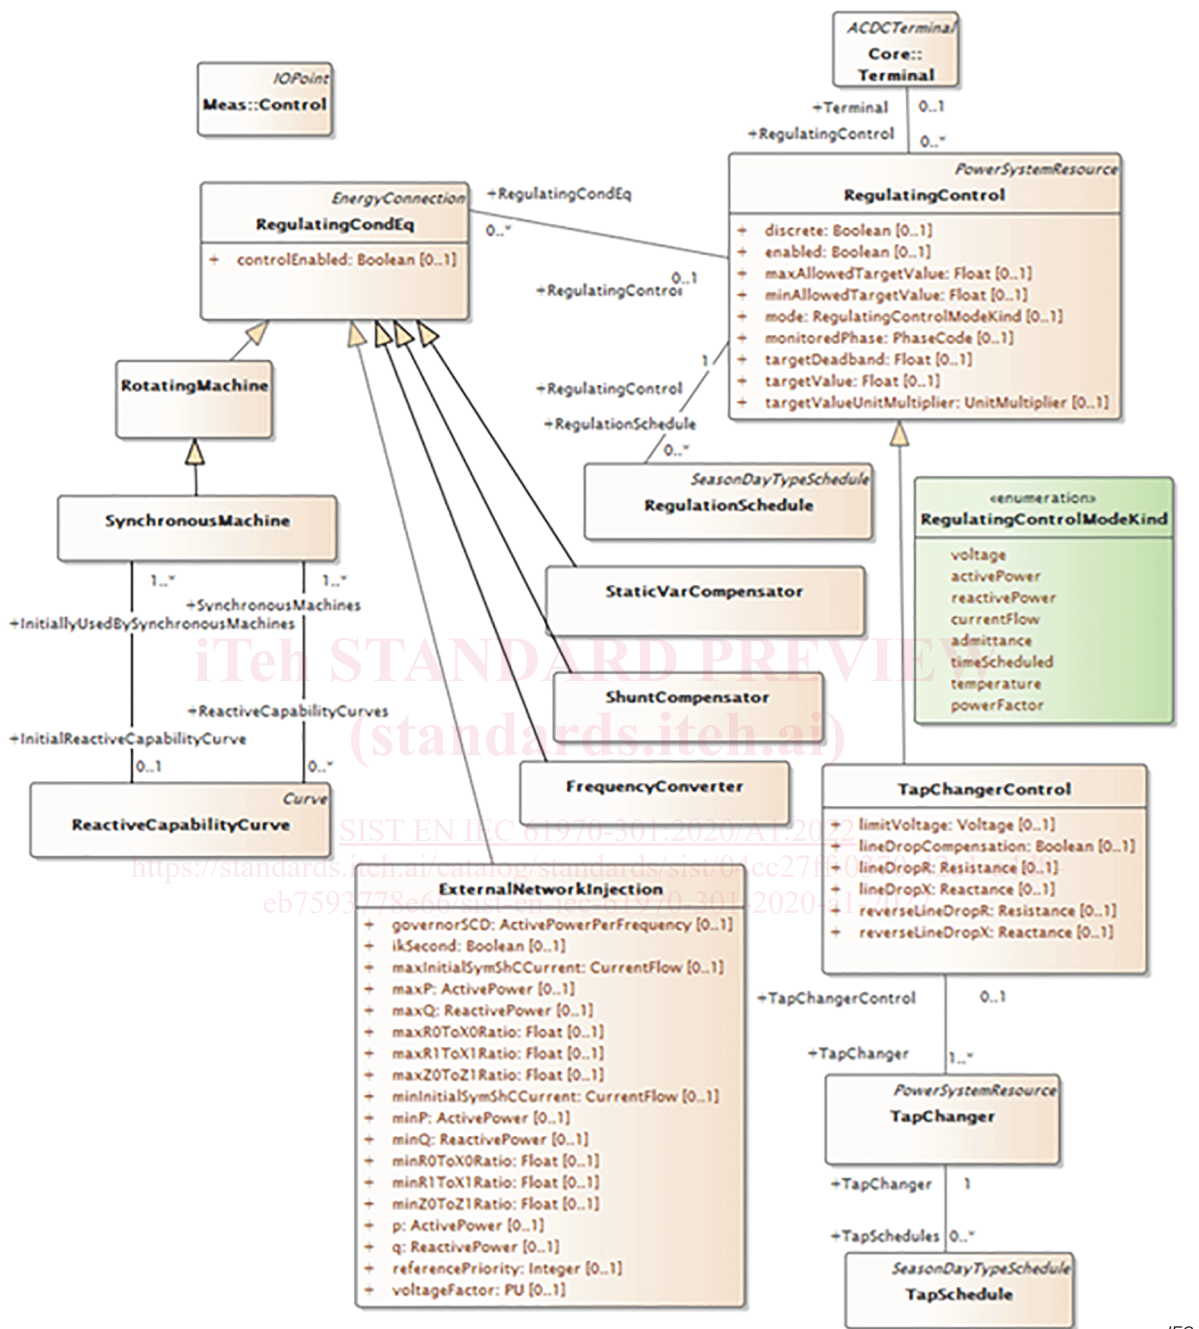 ACDCTerminal
Core::
Terminal
IOPoint
Meas::Control
+Terminal 0..1
+RegulatingControl 0..*
EnergyConnection
RegulatingCondEq
+ controlEnabled: Boolean [0..1]
+RegulatingCondEq
0..*
0..1
+RegulatingControl
PowerSystemResource
RegulatingControl
+ discrete: Boolean [0..1]
+ enabled: Boolean [0..1]
+ maxAllowedTargetValue: Float [0..1]
+ minAllowedTargetValue: Float [0..1]
+ mode: RegulatingControlModeKind [0..1]
+ monitoredPhase: PhaseCode [0..1]
+ targetDeadband: Float [0..1]
+ targetValue: Float [0..1]
+ targetValueUnitMultiplier: UnitMultiplier [0..1]
1
+RegulatingControl
+RegulationSchedule
0..*
SeasonDayTypeSchedule
RegulationSchedule
RotatingMachine
SynchronousMachine
1..* 1..*
+SynchronousMachines
+InitiallyUsedBySynchronousMachines
+ReactiveCapabilityCurves
+InitialReactiveCapabilityCurve
0..1 0..*
Curve
ReactiveCapabilityCurve
«enumeration»
RegulatingControlModeKind
voltage
activePower
reactivePower
currentFlow
admittance
timeScheduled
temperature
powerFactor
StaticVarCompensator
ShuntCompensator
FrequencyConverter
iTeh STANDARD PREVIEW
(standards.iteh.ai)
SIST EN IEC 61970-301:2020/A1:2022
ExternalNetworkInjection
+ governorSCD: ActivePowerPerFrequency [0..1]
+ ikSecond: Boolean [0..1]
+ maxInitialSymShCCurrent: CurrentFlow [0..1]
+ maxP: ActivePower [0..1]
+ maxQ: ReactivePower [0..1]
+ maxR0ToX0Ratio: Float [0..1]
+ maxR1ToX1Ratio: Float [0..1]
+ maxZ0ToZ1Ratio: Float [0..1]
+ minInitialSymShCCurrent: CurrentFlow [0..1]
+ minP: ActivePower [0..1]
+ minQ: ReactivePower [0..1]
+ minR0ToX0Ratio: Float [0..1]
+ minR1ToX1Ratio: Float [0..1]
+ minZ0ToZ1Ratio: Float [0..1]
+ p: ActivePower [0..1]
+ q: ReactivePower [0..1]
+ referencePriority: Integer [0..1]
+ voltageFactor: PU [0..1]
TapChangerControl
+ limitVoltage: Voltage [0..1]
+ lineDropCompensation: Boolean [0..1]
+ lineDropR: Resistance [0..1]
+ lineDropX: Reactance [0..1]
+ reverseLineDropR: Resistance [0..1]
+ reverseLineDropX: Reactance [0..1]
+TapChangerControl 0..1
+TapChanger 1..*
PowerSystemResource
TapChanger
+TapChanger 1
+TapSchedules 0..*
SeasonDayTypeSchedule
TapSchedule